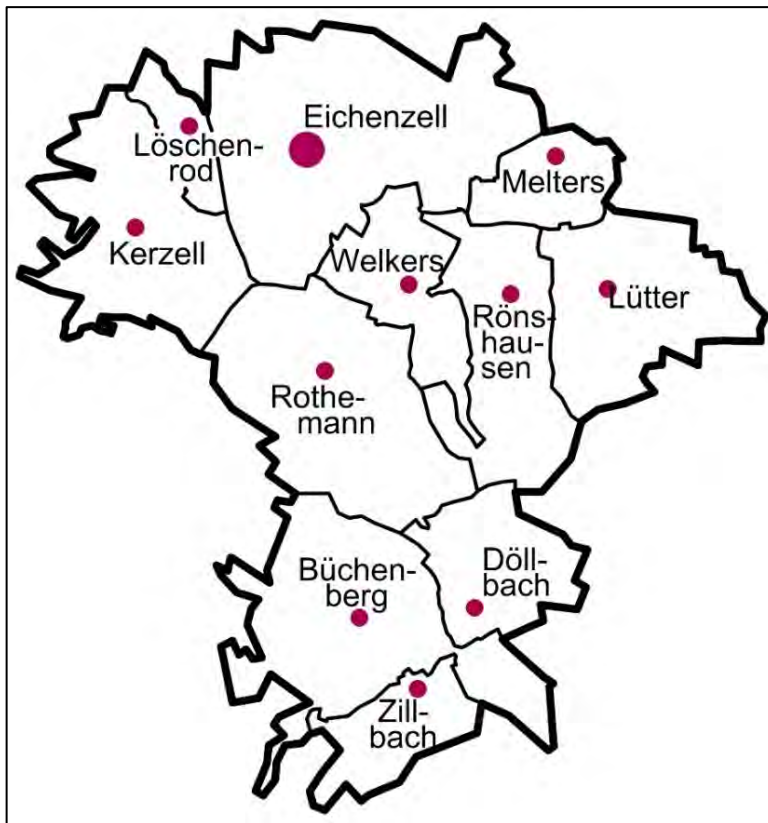 Eichenzell
Löschen-
rod
Melters
Kerzell
Welkers
Röns-
hau-
sen
Lütter
Rothe-
mann
Büchen-
berg
Döll-
bach
Zill-
bach